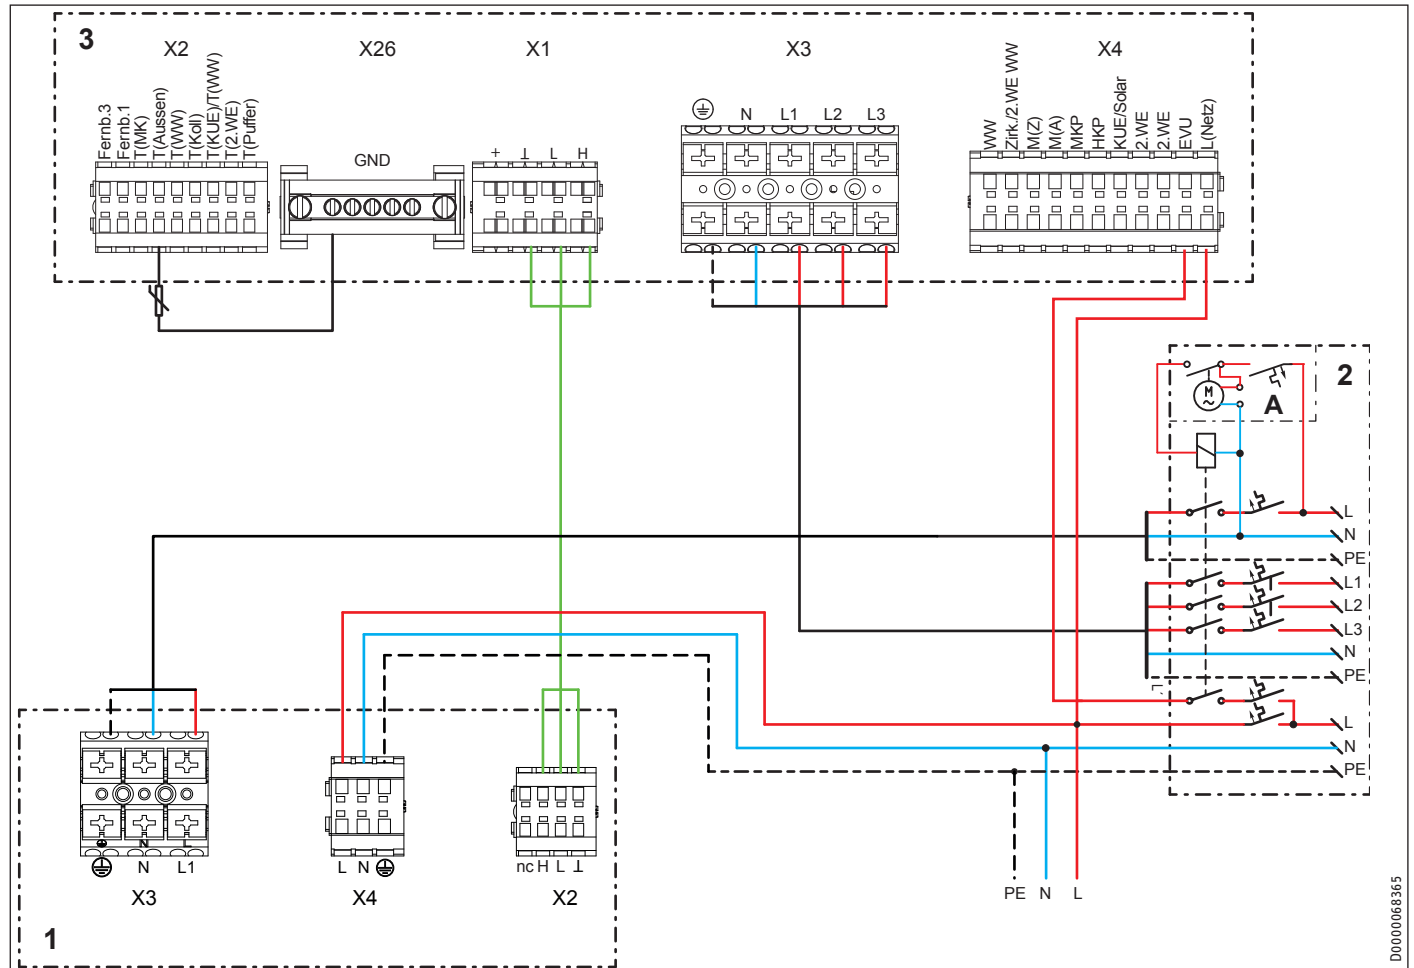 3
X2
X26
X1
X3
X4
Fernb.3
Fernb.1
T(MK)
T(Aussen)
T(WW)
T(Koll)
T(KUE)/T(WW)
T(2.WE)
T(Puffer)
GND
+ ⊥ L H
N L1 L2 L3
WW
Zirk./2.WE WW
M(Z)
M(A)
MKP
HKP
KUE/Solar
2.WE
2.WE
EVU
L(Netz)
2
M
~
A
L
N
PE
L1
L2
L3
N
PE
L
N
PE
N L
N L1
L N
nc H L ⊥
X3
X4
X2
PE N L
1
D0000068365